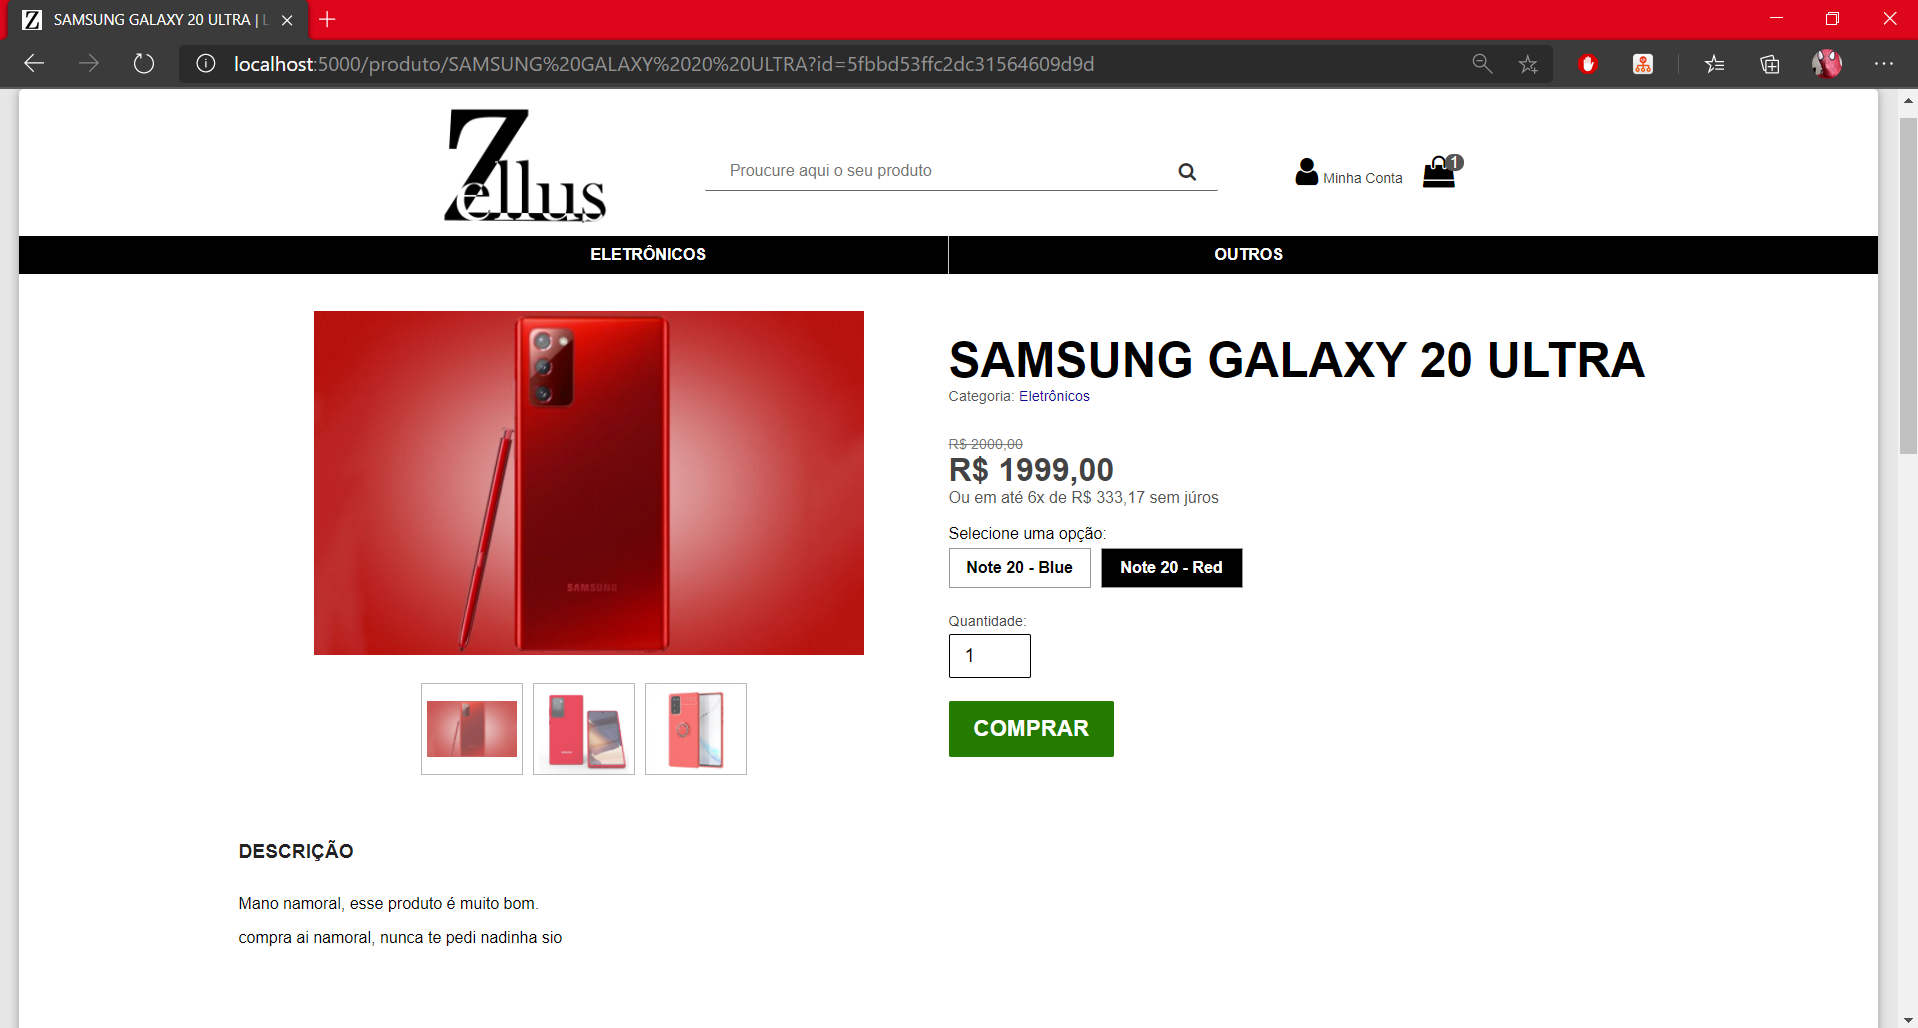 SAMSUNG GALAXY 20 ULTRA | L
localhost:5000/produto/SAMSUNG%20GALAXY%2020%20ULTRA?id=5fbbd53ffc2dc31564609d9d
Zellus
Proucure aqui o seu produto
Minha Conta
1
ELETRÔNICOS
OUTROS
SAMSUNG
SAMSUNG GALAXY 20 ULTRA
Categoria: Eletrônicos
R$ 2000,00
R$ 1999,00
Ou em até 6x de R$ 333,17 sem júros
Selecione uma opção:
Note 20 - Blue
Note 20 - Red
Quantidade:
1
COMPRAR
DESCRIÇÃO
Mano namoral, esse produto é muito bom.
compra ai namoral, nunca te pedi nadinha sio